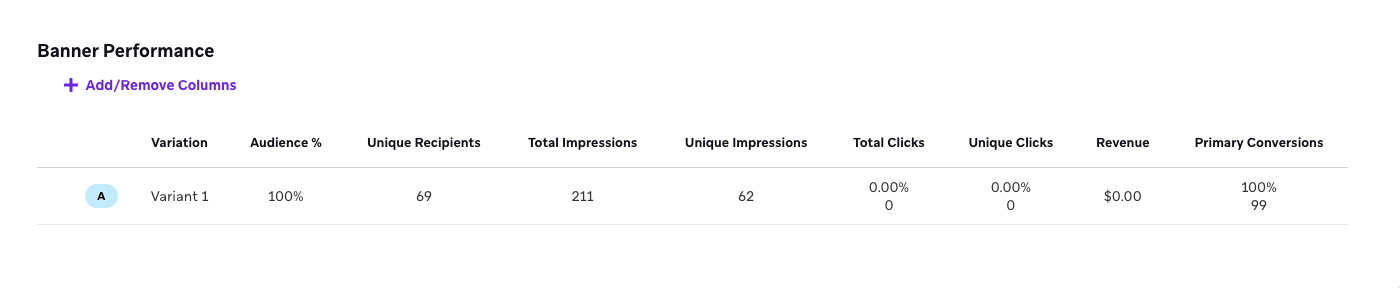 Banner Performance
Add/Remove Columns
Variation Audience % Unique Recipients Total Impressions Unique Impressions Total Clicks Unique Clicks Revenue Primary Conversions
A Variant 1 100% 69 211 62 0.00% 0.00% $0.00 100%
0 0 99